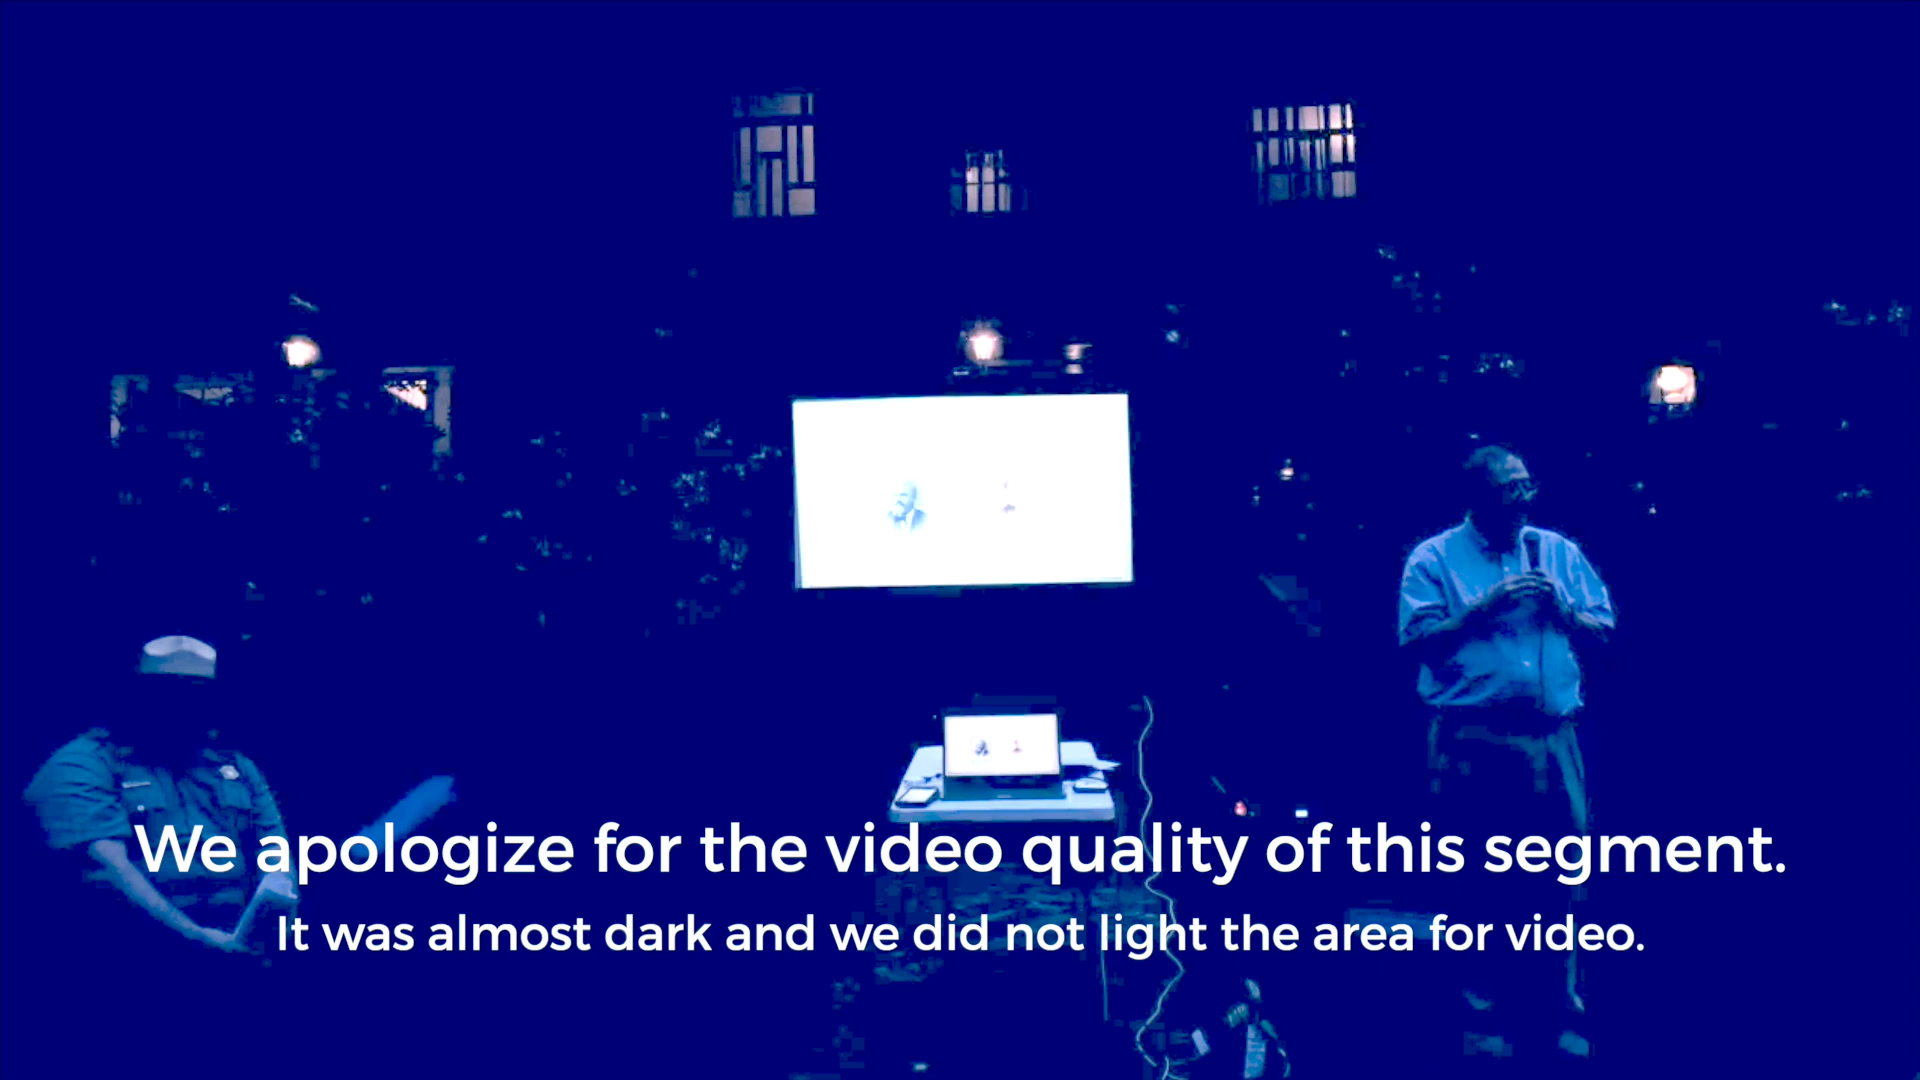 We apologize for the video quality of this segment.
It was almost dark and we did not light the area for video.